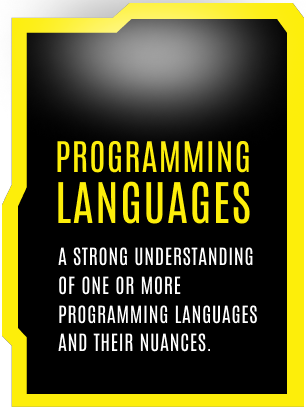 PROGRAMMING
LANGUAGES
A STRONG UNDERSTANDING
OF ONE OR MORE
PROGRAMMING LANGUAGES
AND THEIR NUANCES.